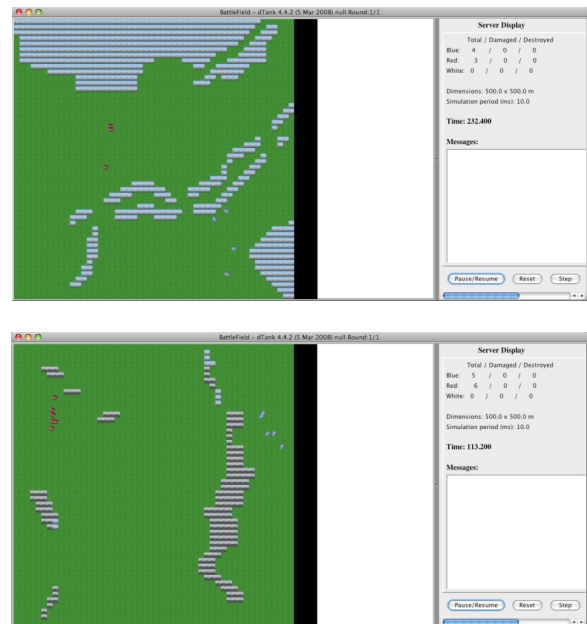 BattleField - dTank 4.4.2 (5 Mar 2008) null Round:1/1
Server Display
Total / Damaged / Destroyed
Blue: 4 / 0 / 0
Red: 3 / 0 / 0
White: 0 / 0 / 0
Dimensions: 500.0 x 500.0 m
Simulation period (ms): 10.0
Time: 232.400
Messages:
Pause/Resume Reset Step
BattleField - dTank 4.4.2 (5 Mar 2008) null Round:1/1
Server Display
Total / Damaged / Destroyed
Blue: 5 / 0 / 0
Red: 6 / 0 / 0
White: 0 / 0 / 0
Dimensions: 500.0 x 500.0 m
Simulation period (ms): 10.0
Time: 113.200
Messages:
Pause/Resume Reset Step